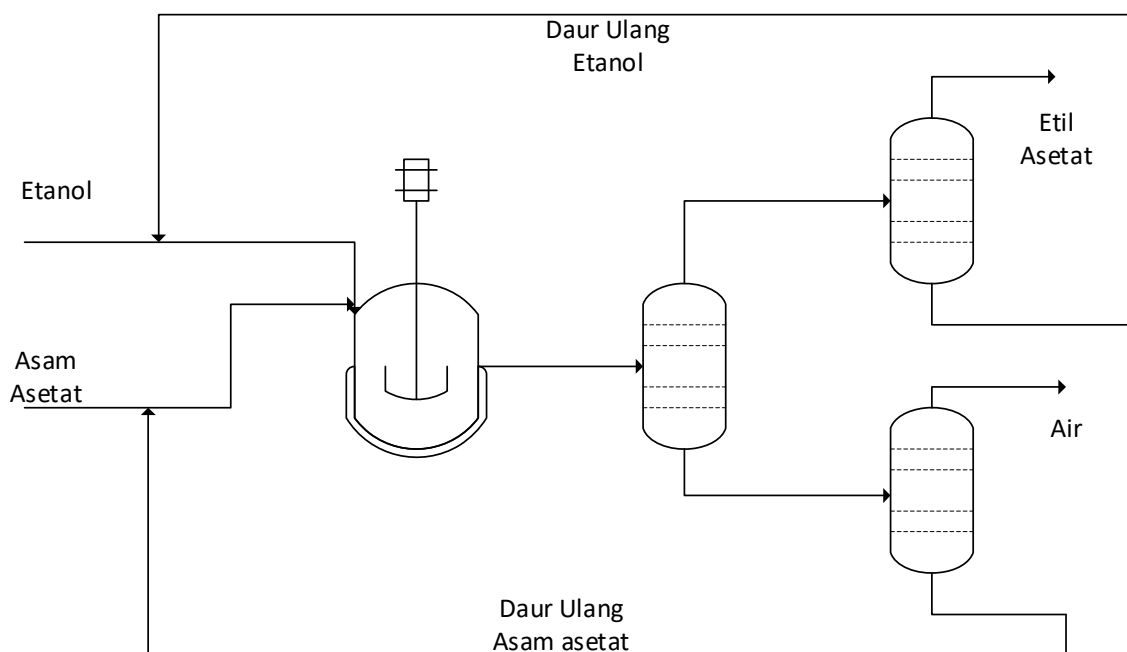 Daur Ulang
Etanol
Etil
Asetat
Etanol
Asam
Asetat
Air
Daur Ulang
Asam asetat